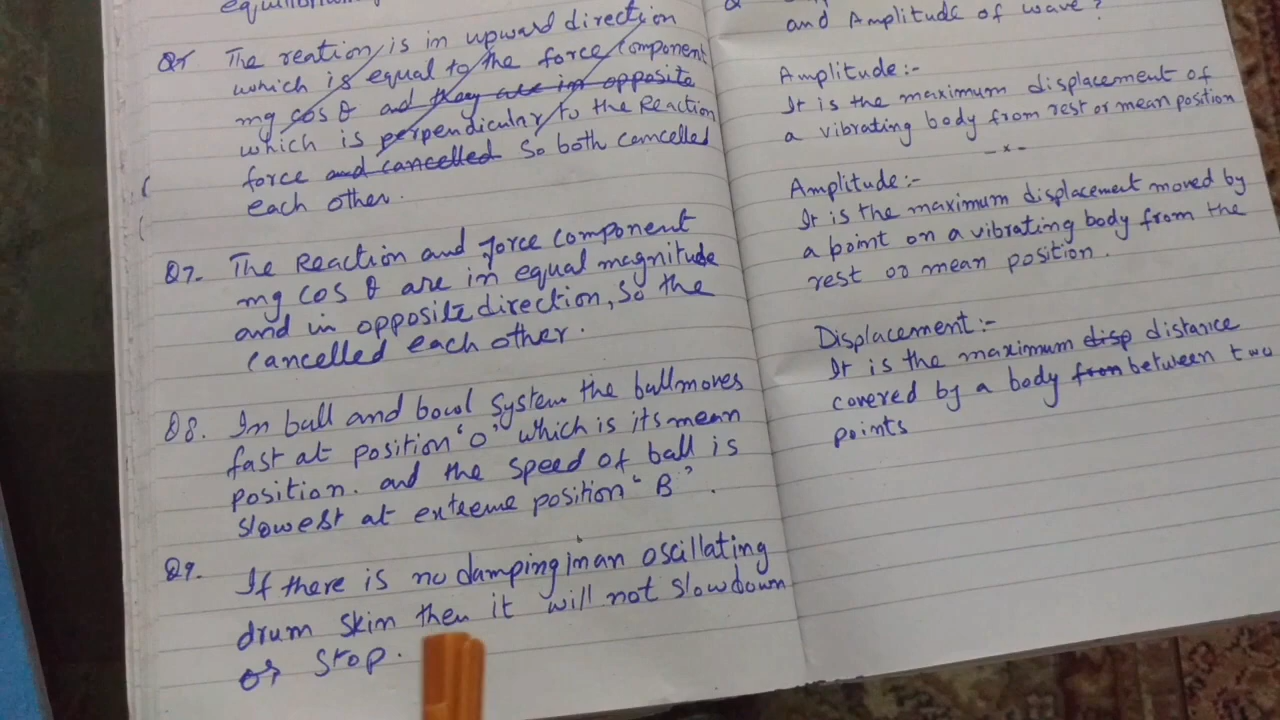 equilibrium
Q5 The reation is in upward direction
which is equal to the force component
mg cos θ and they are in opposite
which is perpendicular to the Reaction
force and cancelled so both cancelled
each other.
Q7- The Reaction and force component
mg cos θ are in equal magnitude
and in opposite direction, so the
cancelled each other.
Q8. In ball and bowl system the ball moves
fast at position "O" which is its mean
position. and the speed of ball is
slowest at extreme position "B".
Q9. If there is no damping in an oscillating
drum skin then it will not slowdown
or stop.
and Amplitude of wave?
Amplitude:-
It is the maximum displacement of
a vibrating body from rest or mean position
-x-
Amplitude:-
It is the maximum displacement moved by
a point on a vibrating body from the
rest or mean position.
Displacement:-
It is the maximum disp distance
covered by a body from between two
points